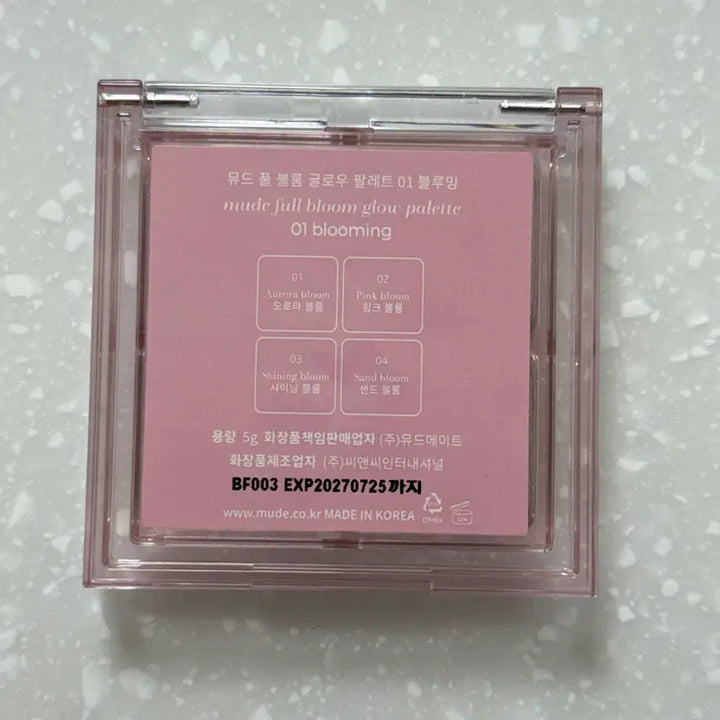 뮤드 풀 볼룸 글로우 팔레트 01 블루밍
mude full bloom glow palette
01 blooming
01
Aurora bloom
오로라 블룸
02
Pink bloom
핑크 블룸
03
Shining bloom
샤이닝 블룸
04
Sand bloom
샌드 블룸
용량 5g 화장품책임판매업자 (주)뮤드메이트
화장품제조업자 (주)씨앤씨인터내셔널
BF003 EXP20270725까지
www.mude.co.kr MADE IN KOREA
OTHER
12M